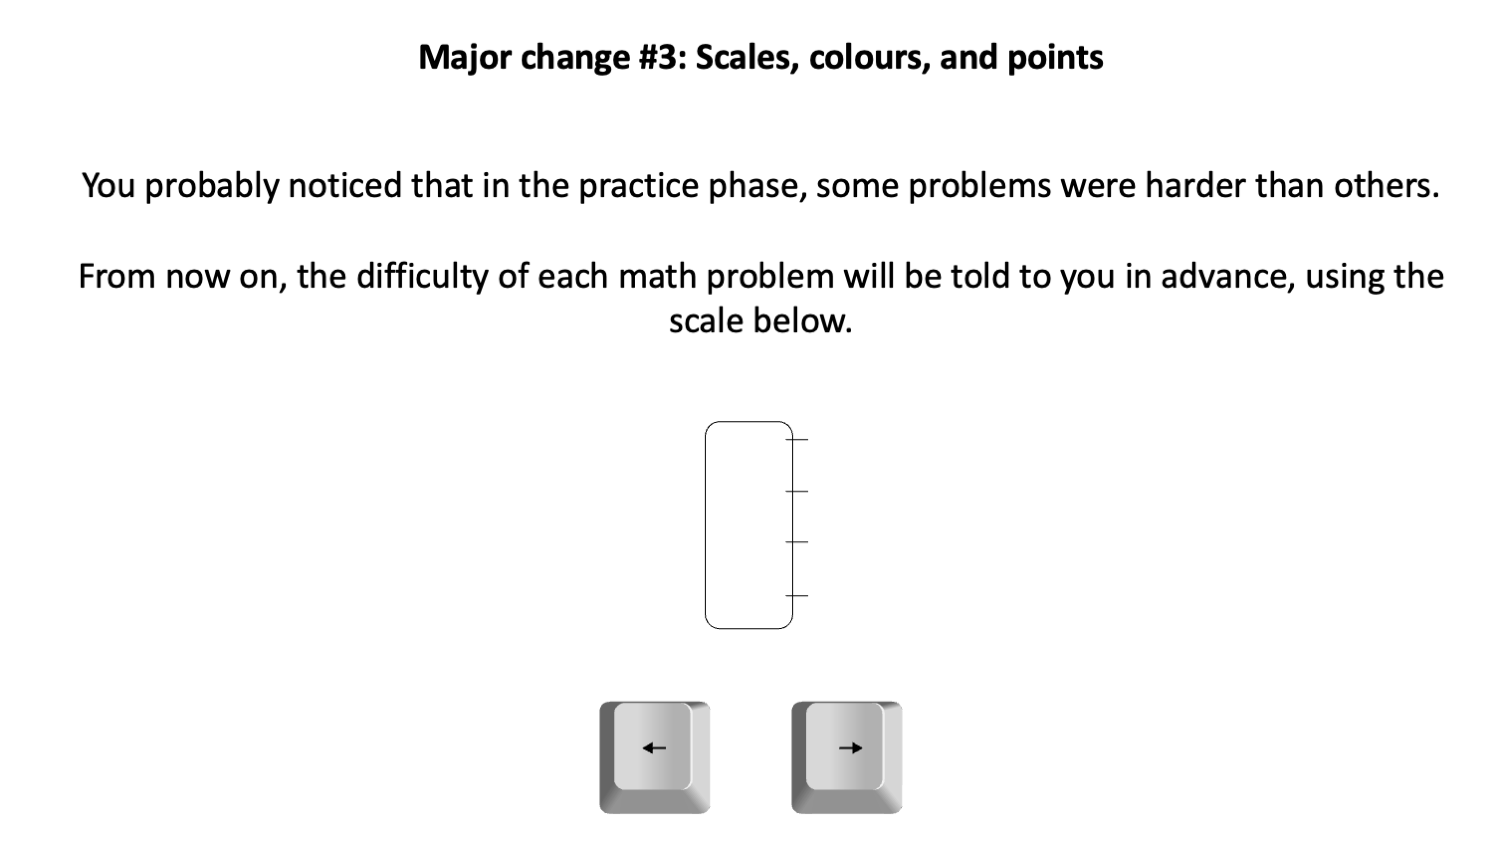 Major change #3: Scales, colours, and points
You probably noticed that in the practice phase, some problems were harder than others.
From now on, the difficulty of each math problem will be told to you in advance, using the
scale below.